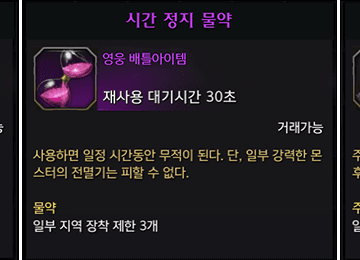 시간 정지 물약
영웅 배틀아이템
재사용 대기시간 30초
거래가능
사용하면 일정 시간동안 무적이 된다. 단, 일부 강력한 몬
스터의 전멸기는 피할 수 없다.
물약
일부 지역 장착 제한 3개